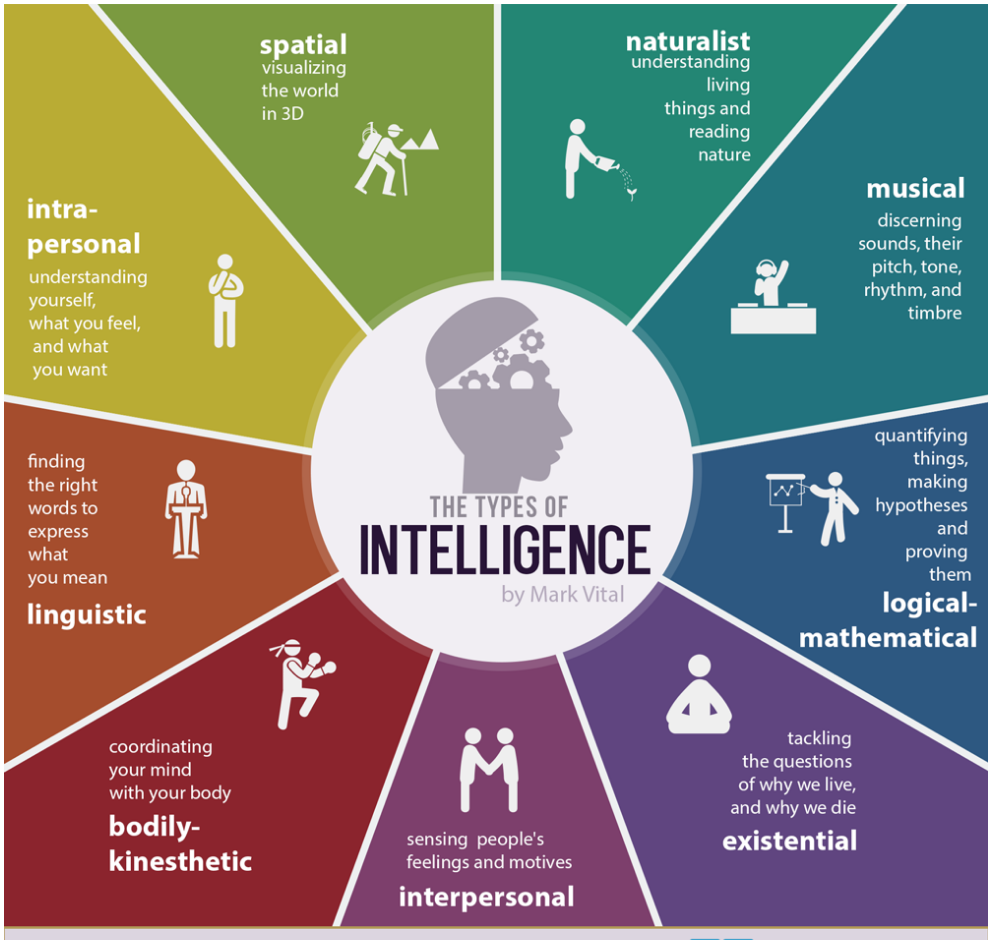 spatial
visualizing
the world
in 3D
naturalist
understanding
living
things and
reading
nature
musical
discerning
sounds, their
pitch, tone,
rhythm, and
timbre
quantifying
things,
making
hypotheses
and
proving
them
logical-
mathematical
tackling
the questions
of why we live,
and why we die
existential
sensing people's
feelings and motives
interpersonal
coordinating
your mind
with your body
bodily-
kinesthetic
finding
the right
words to
express
what
you mean
linguistic
intra-
personal
understanding
yourself,
what you feel,
and what
you want
THE TYPES OF
INTELLIGENCE
by Mark Vital